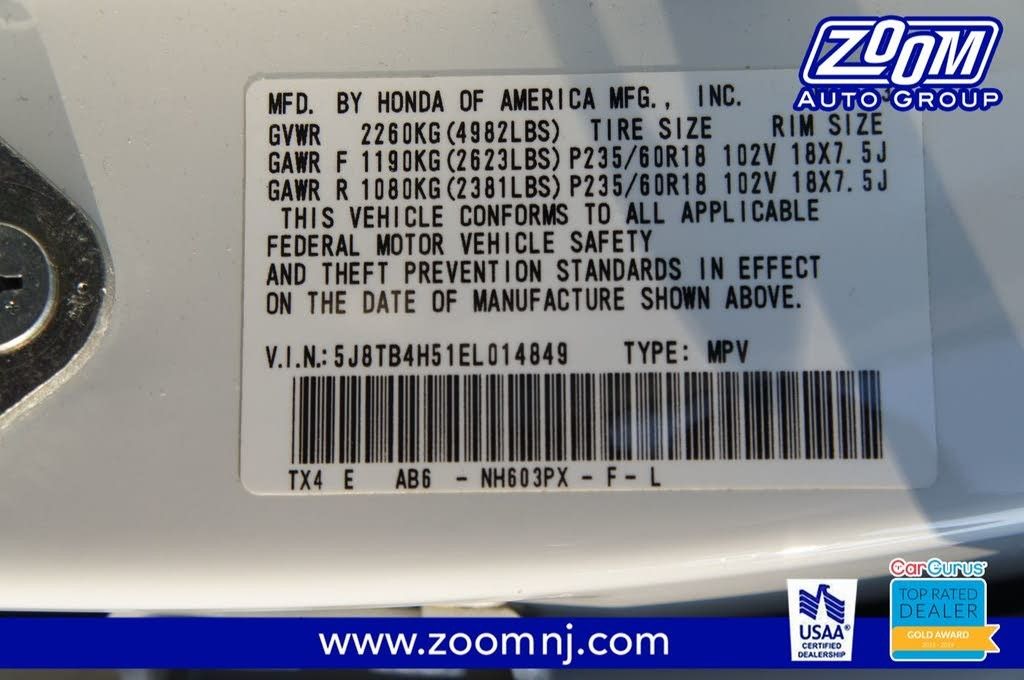 ZOOM
AUTO GROUP
MFD. BY HONDA OF AMERICA MFG., INC.
GVWR 2260KG(4982LBS) TIRE SIZE RIM SIZE
GAWR F 1190KG(2623LBS) P235/60R18 102V 18X7.5J
GAWR R 1080KG(2381LBS) P235/60R18 102V 18X7.5J
THIS VEHICLE CONFORMS TO ALL APPLICABLE
FEDERAL MOTOR VEHICLE SAFETY
AND THEFT PREVENTION STANDARDS IN EFFECT
ON THE DATE OF MANUFACTURE SHOWN ABOVE.
V.I.N.: 5J8TB4H51EL014849 TYPE: MPV
TX4 E AB6 - NH603PX - F - L
www.zoomnj.com
USAA®
CERTIFIED
DEALERSHIP
CarGurus
TOP RATED
DEALER
GOLD AWARD